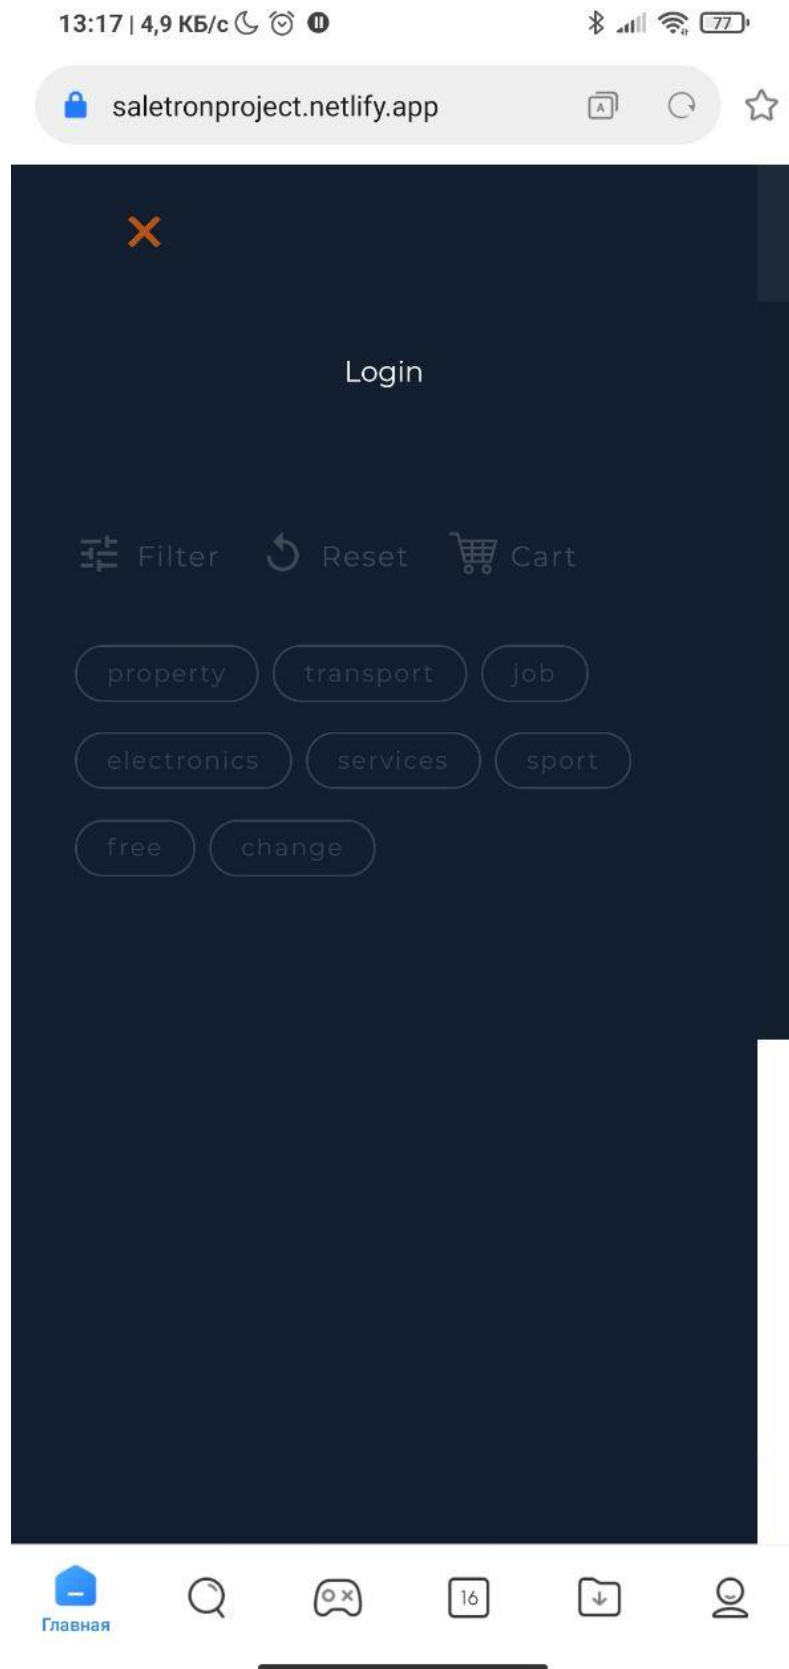 13:17 | 4,9 КБ/с 77
saletronproject.netlify.app
Login
Filter Reset Cart
property transport job
electronics services sport
free change
16
Главная